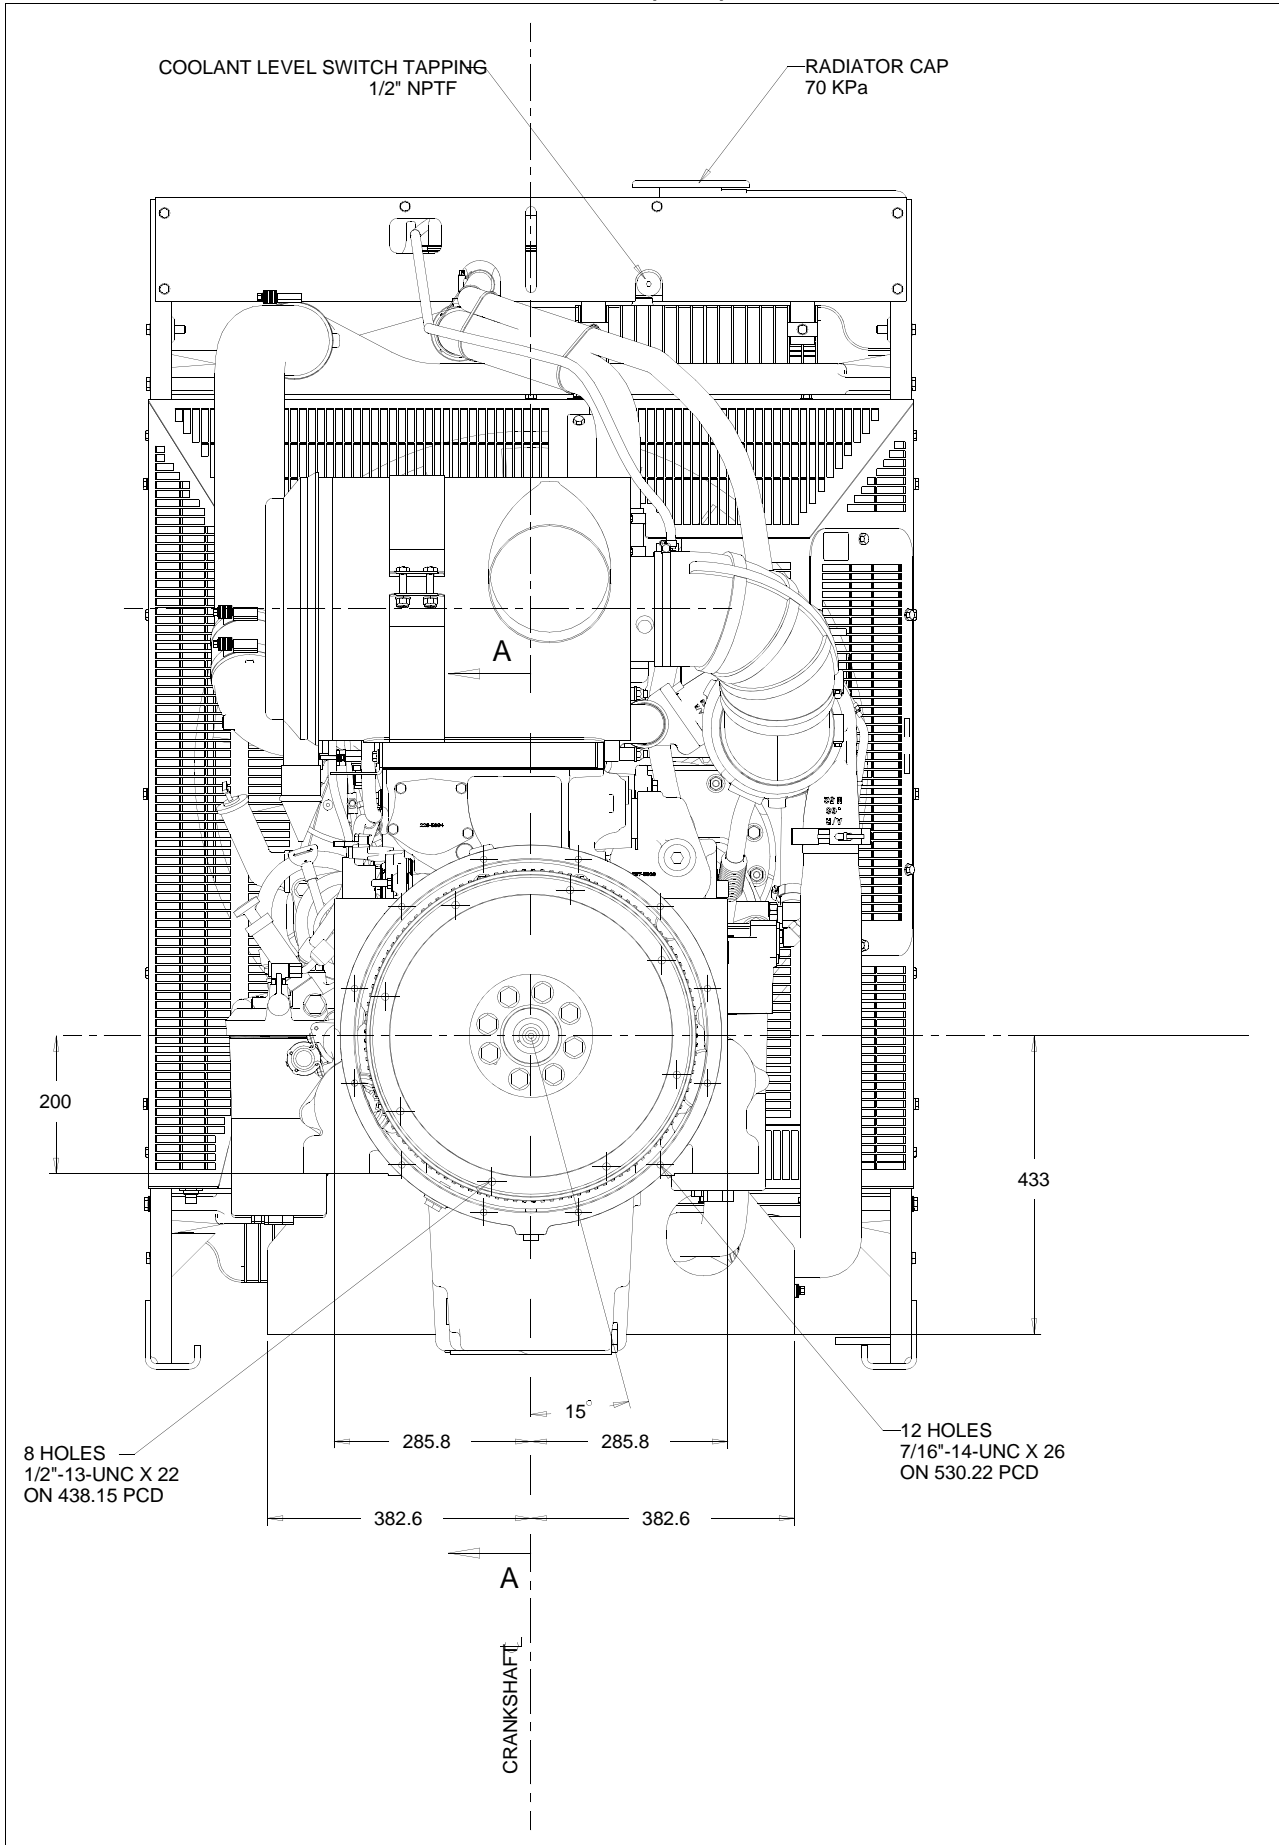 COOLANT LEVEL SWITCH TAPPING
1/2" NPTF
RADIATOR CAP
70 KPa
A
200
433
15°
285.8
285.8
8 HOLES
1/2"-13-UNC X 22
ON 438.15 PCD
12 HOLES
7/16"-14-UNC X 26
ON 530.22 PCD
382.6
382.6
A
CRANKSHAFT